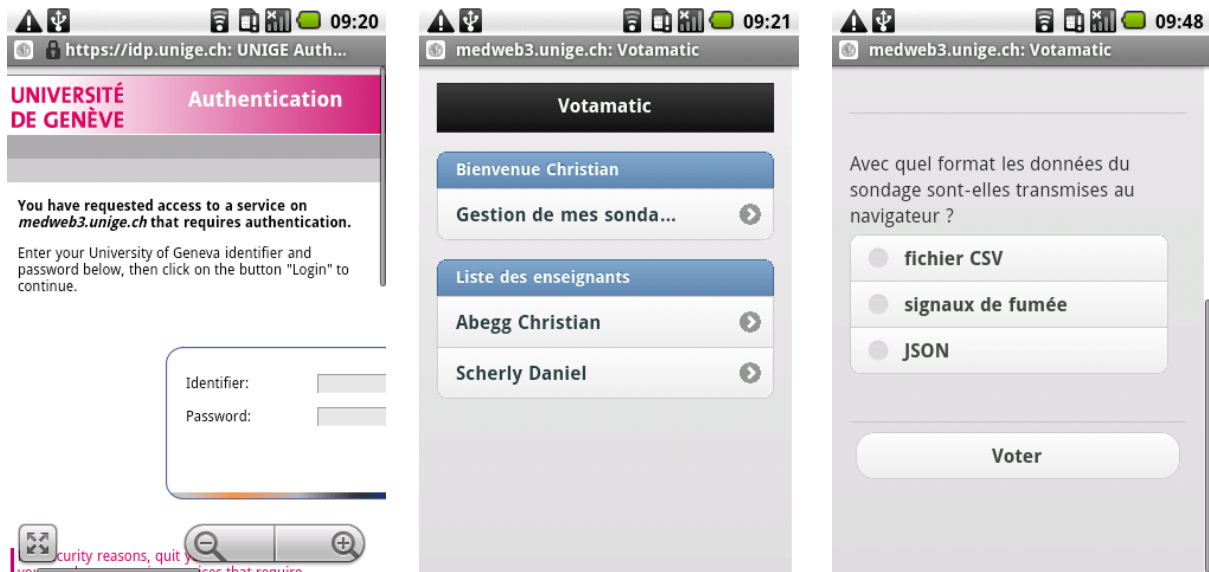 09:20
https://idp.unige.ch: UNIGE Auth...
UNIVERSITÉ
DE GENÈVE
Authentication
You have requested access to a service on
medweb3.unige.ch that requires authentication.
Enter your University of Geneva identifier and
password below, then click on the button "Login" to
continue.
Identifier:
Password:
curity reasons, quit y
09:21
medweb3.unige.ch: Votamatic
Votamatic
Bienvenue Christian
Gestion de mes sonda...
Liste des enseignants
Abegg Christian
Scherly Daniel
09:48
medweb3.unige.ch: Votamatic
Avec quel format les données du
sondage sont-elles transmises au
navigateur ?
fichier CSV
signaux de fumée
JSON
Voter